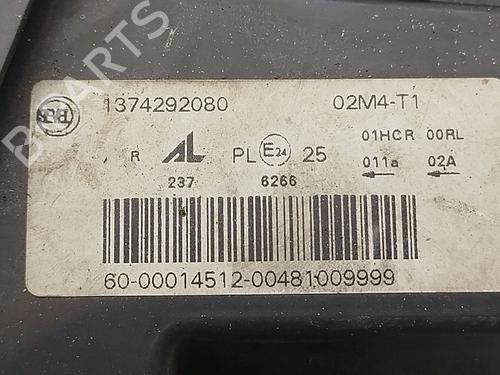 1374292080 02M4-T1
01HCR 00RL
R AL PL E24 25
011a 02A
237 6266
60-00014512-00481009999
B PARTS